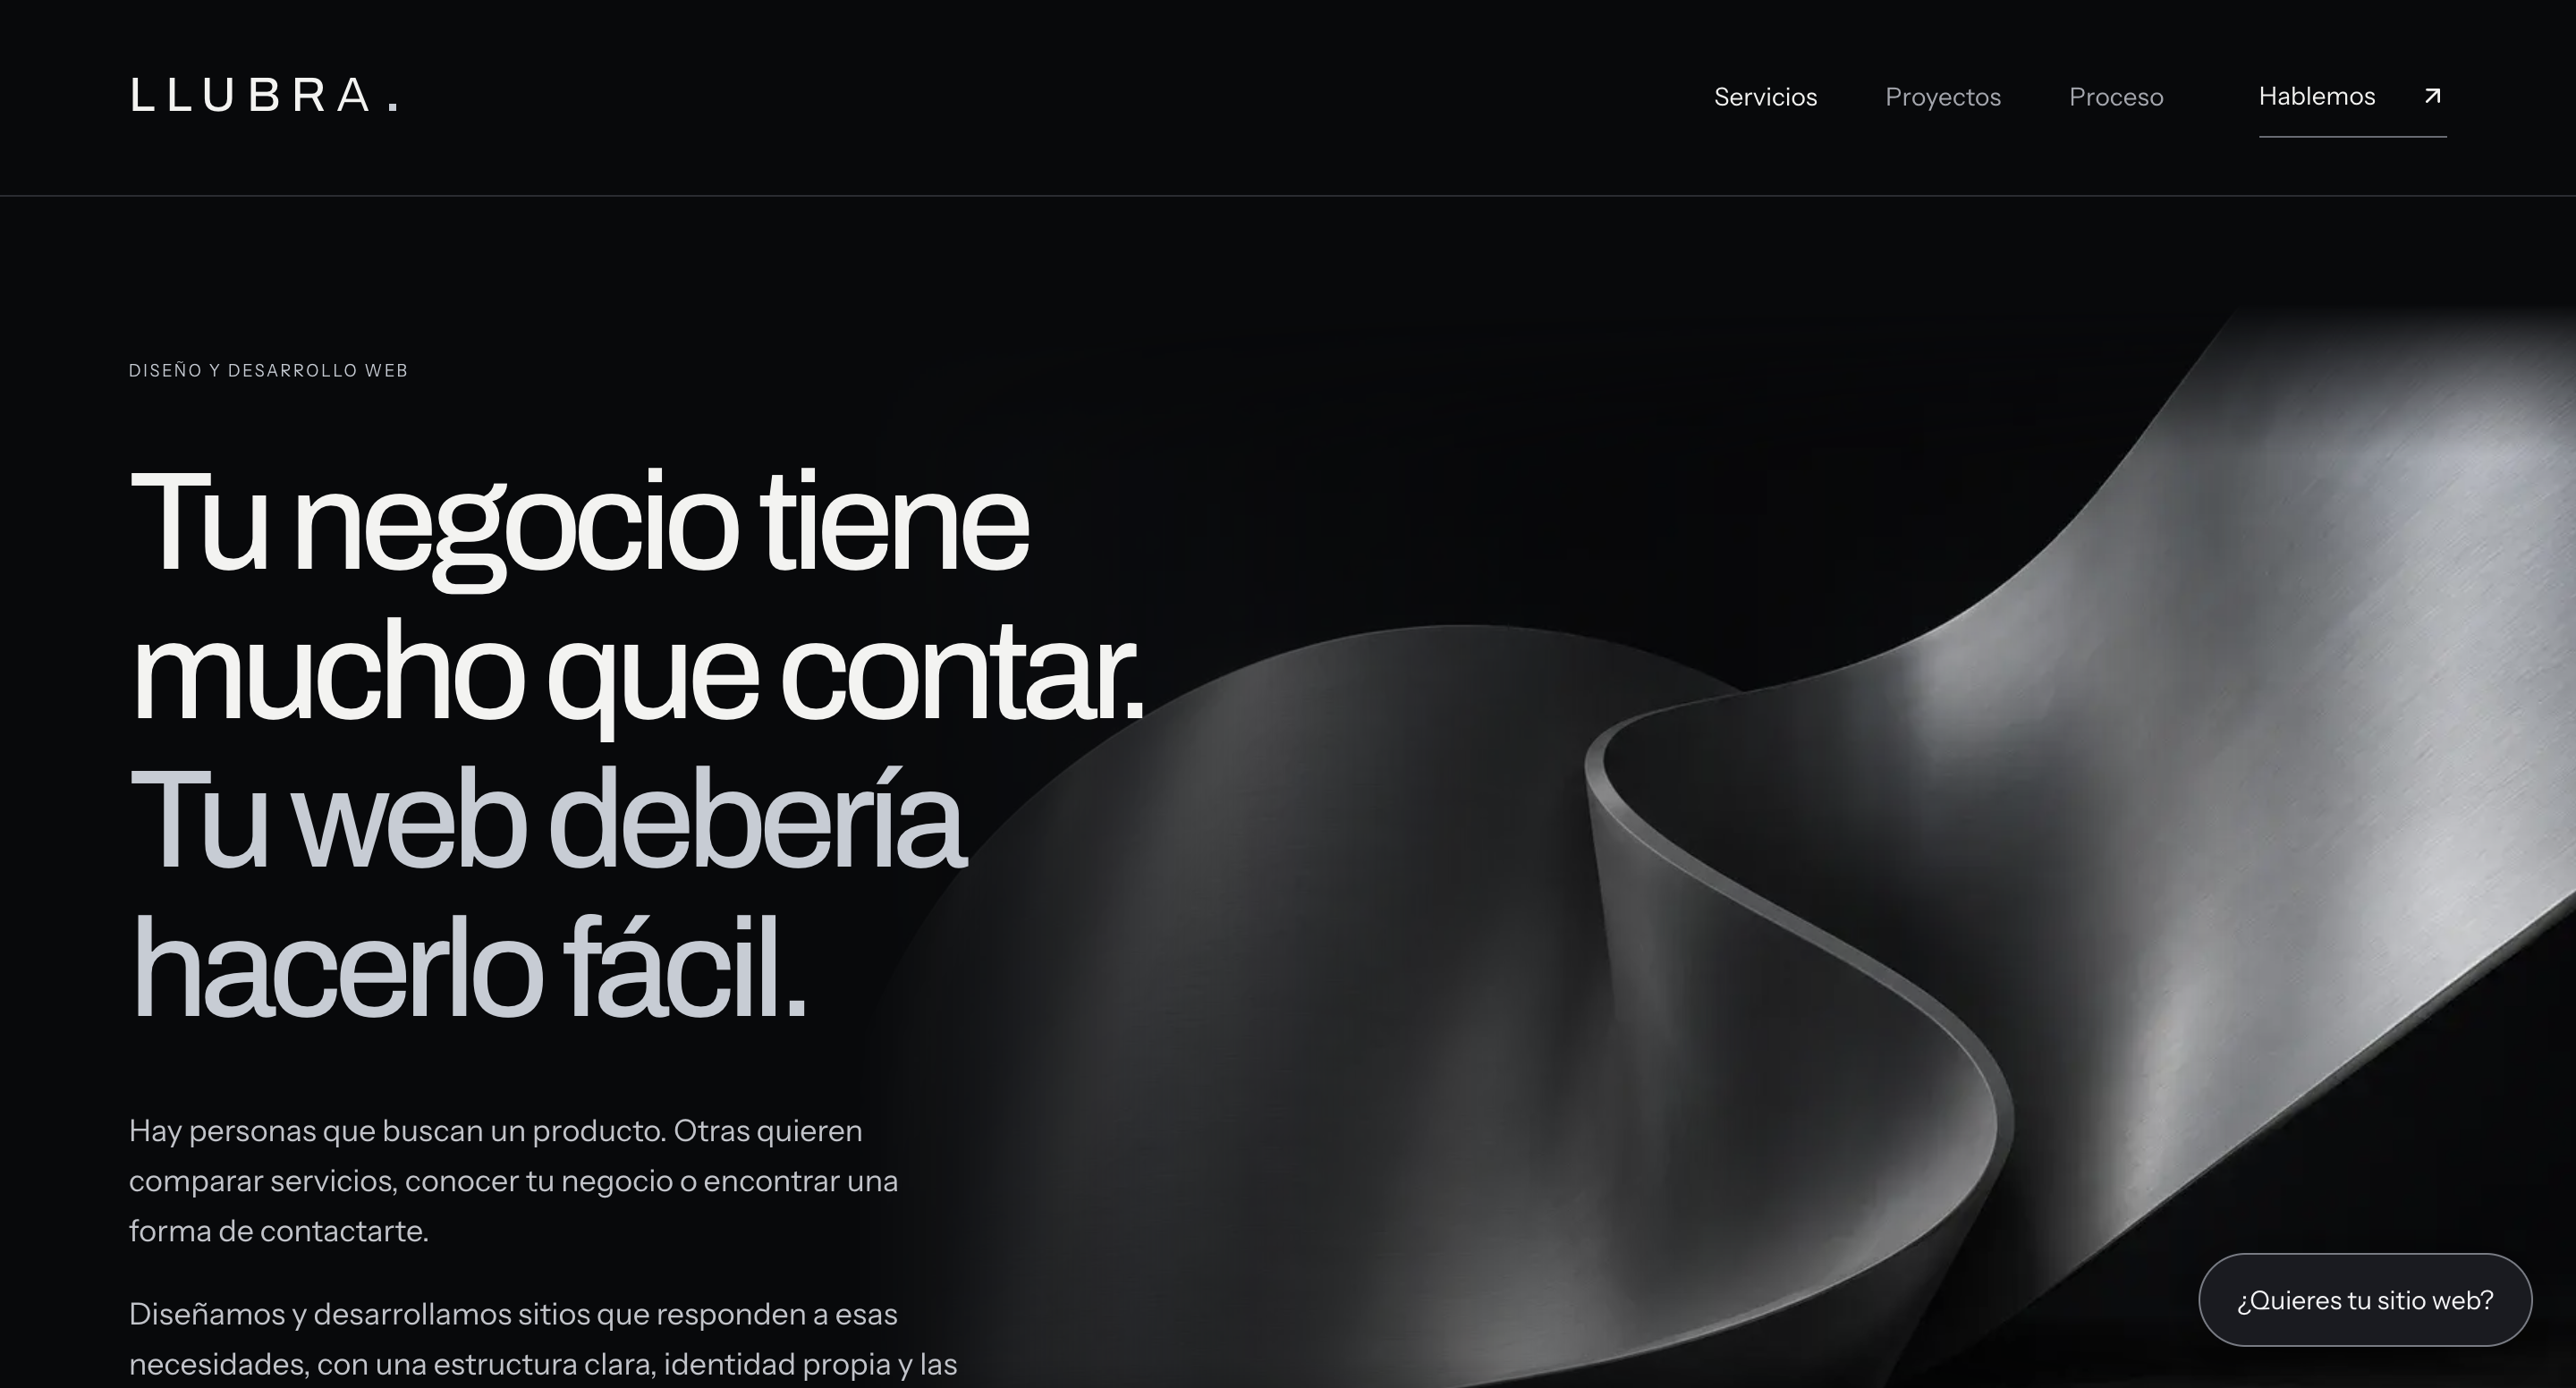 LLUBRA.
Servicios
Proyectos
Proceso
Hablemos
DISEÑO Y DESARROLLO WEB
Tu negocio tiene
mucho que contar.
Tu web debería
hacerlo fácil.
Hay personas que buscan un producto. Otras quieren
comparar servicios, conocer tu negocio o encontrar una
forma de contactarte.
Diseñamos y desarrollamos sitios que responden a esas
necesidades, con una estructura clara, identidad propia y las
¿Quieres tu sitio web?